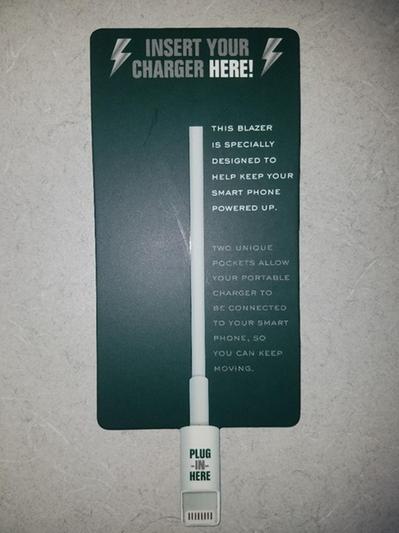 INSERT YOUR
CHARGER HERE!
THIS BLAZER
IS SPECIALLY
DESIGNED TO
HELP KEEP YOUR
SMART PHONE
POWERED UP.
TWO UNIQUE
POCKETS ALLOW
YOUR PORTABLE
CHARGER TO
BE CONNECTED
TO YOUR SMART
PHONE, SO
YOU CAN KEEP
MOVING.
PLUG
-IN-
HERE